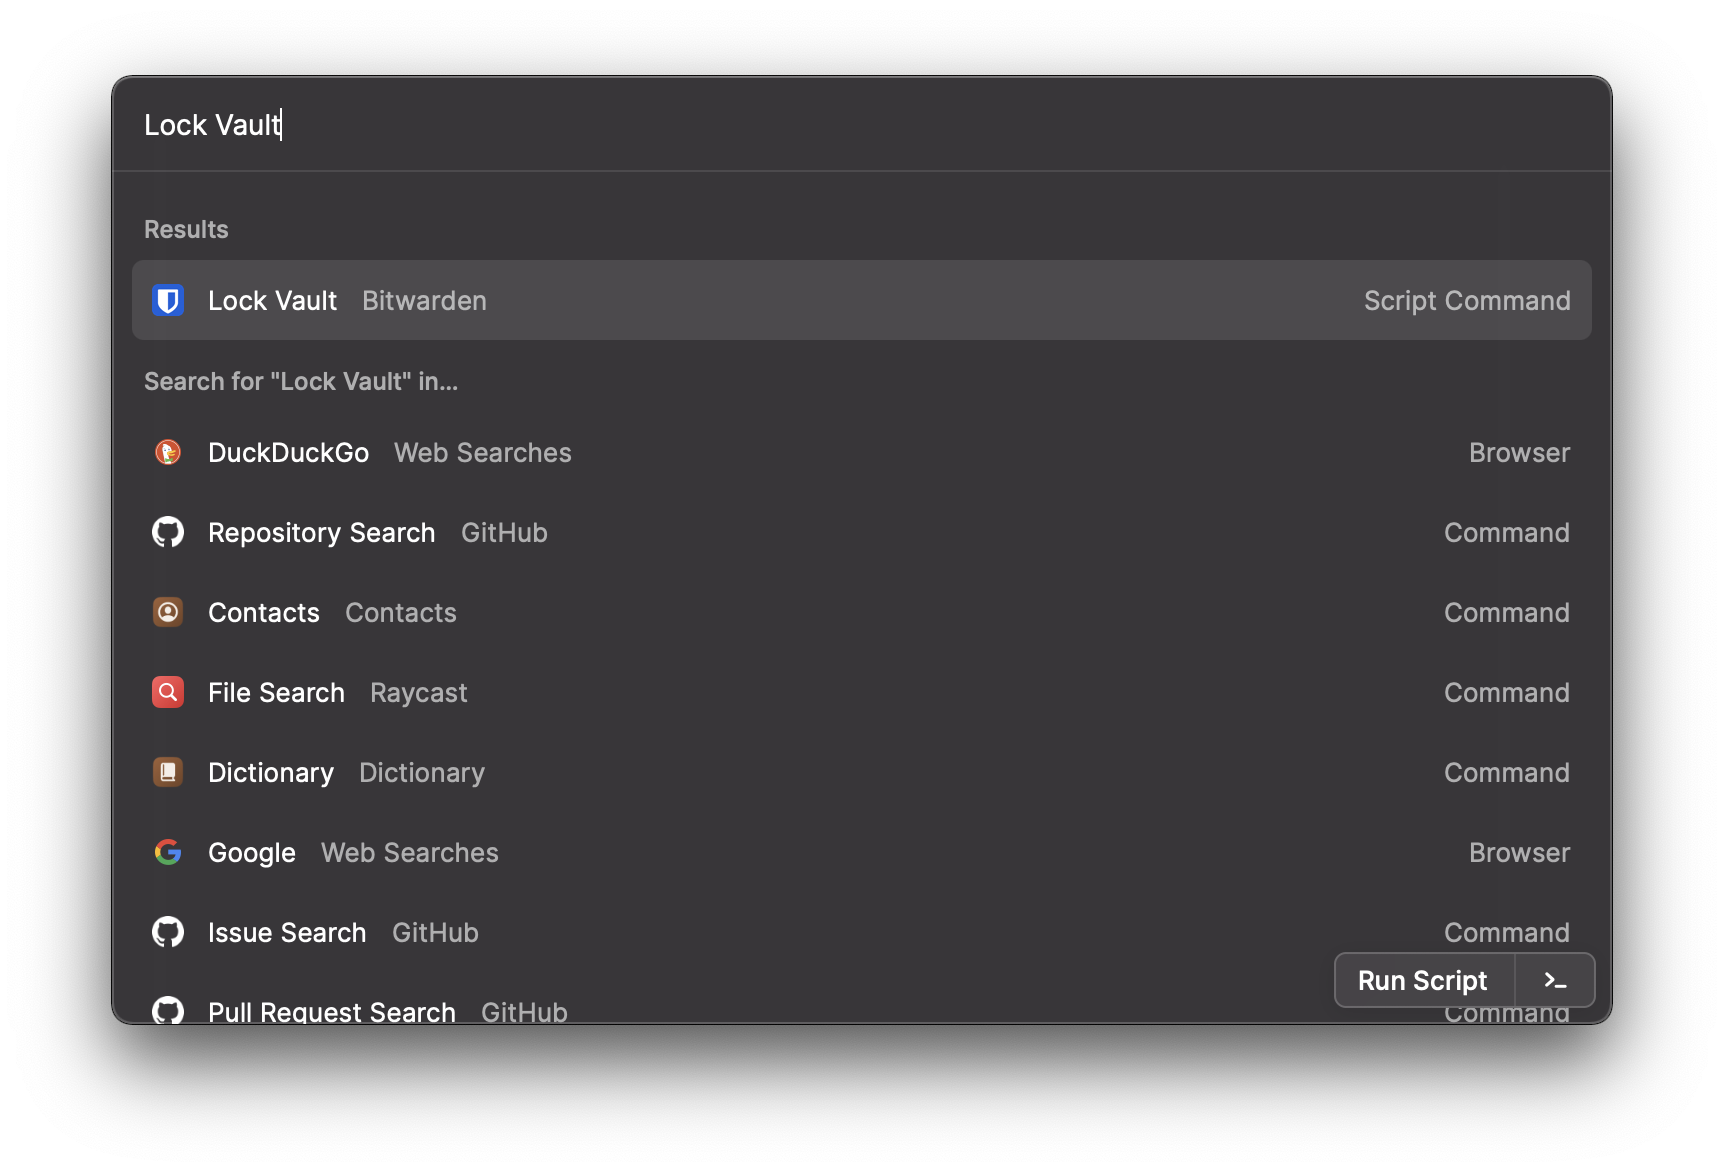 Lock Vault
Results
Lock Vault Bitwarden Script Command
Search for "Lock Vault" in...
DuckDuckGo Web Searches Browser
Repository Search GitHub Command
Contacts Contacts Command
File Search Raycast Command
Dictionary Dictionary Command
Google Web Searches Browser
Issue Search GitHub Command
Run Script >_
Pull Request Search GitHub Command